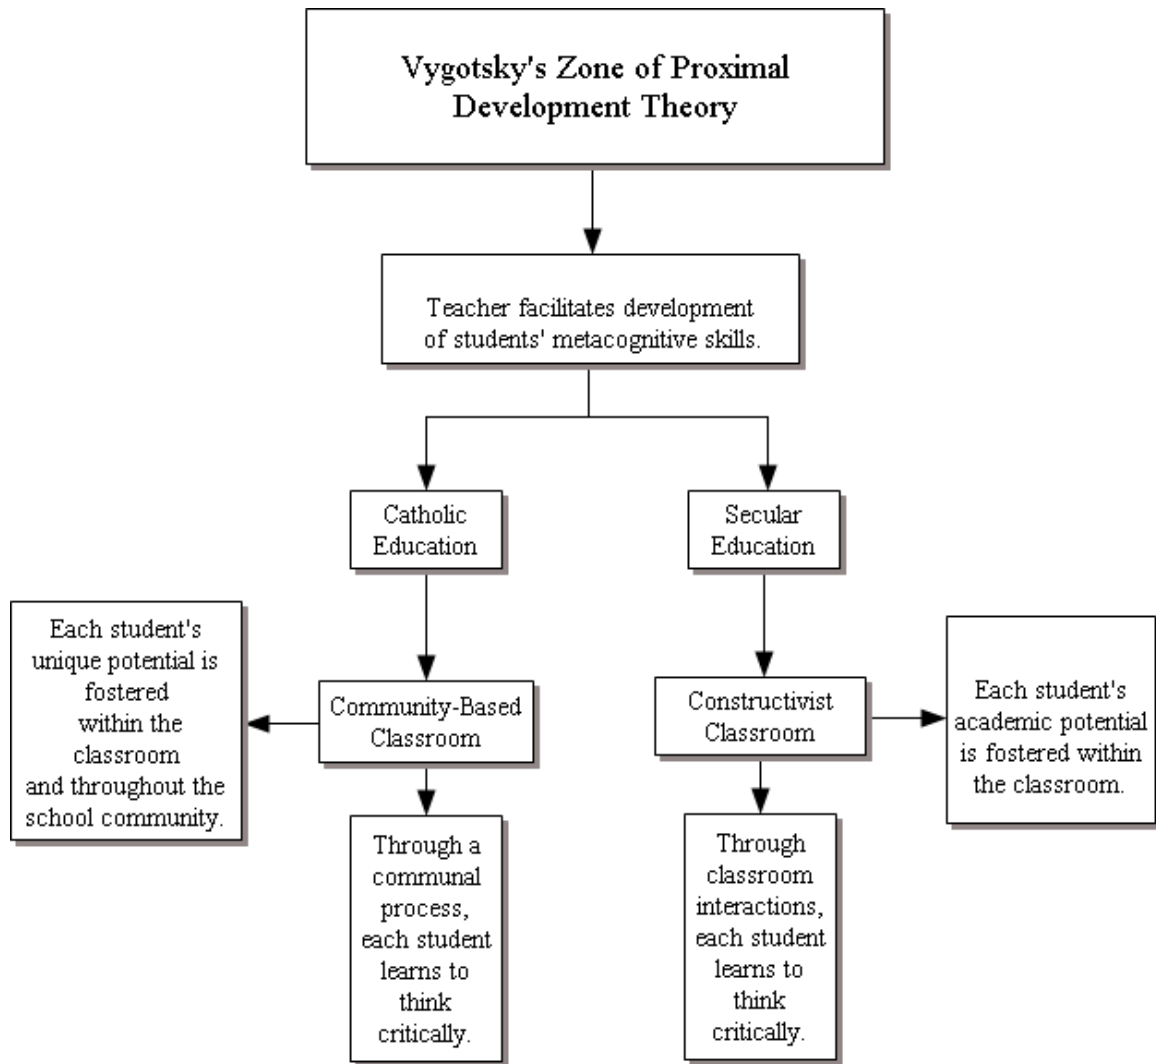 Vygotsky's Zone of Proximal
Development Theory
Teacher facilitates development
of students' metacognitive skills.
Catholic
Education
Secular
Education
Each student's
unique potential is
fostered
within the
classroom
and throughout the
school community.
Community-Based
Classroom
Constructivist
Classroom
Each student's
academic potential
is fostered within
the classroom.
Through a
communal
process,
each student
learns to
think
critically.
Through
classroom
interactions,
each student
learns to
think
critically.